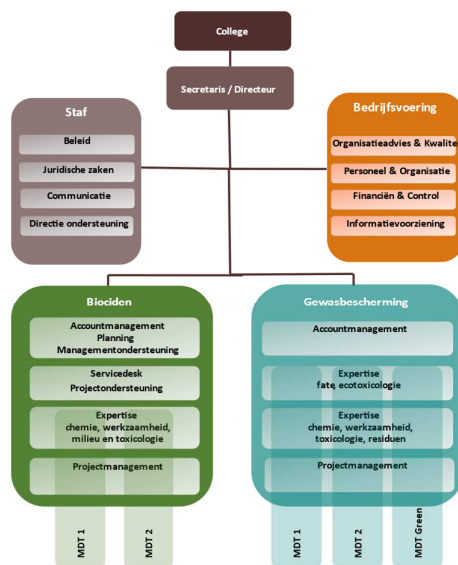 College
Secretaris / Directeur
Staf
Beleid
Juridische zaken
Communicatie
Directie ondersteuning
Bedrijfsvoering
Organisatieadvies & Kwalite
Personeel & Organisatie
Financiën & Control
Informatievoorziening
Biociden
Accountmanagement
Planning
Managementondersteuning
Servicedesk
Projectondersteuning
Expertise
chemie, werkzaamheid,
milieu en toxicologie
Projectmanagement
MDT 1
MDT 2
Gewasbescherming
Accountmanagement
Expertise
fate, ecotoxicologie
Expertise
chemie, werkzaamheid,
toxicologie, residuen
Projectmanagement
MDT 1
MDT 2
MDT Green